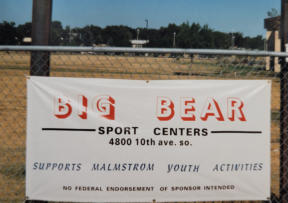 BIG BEAR
SPORT CENTERS
4800 10th ave. so.
SUPPORTS MALMSTROM YOUTH ACTIVITIES
NO FEDERAL ENDORSEMENT OF SPONSOR INTENDED